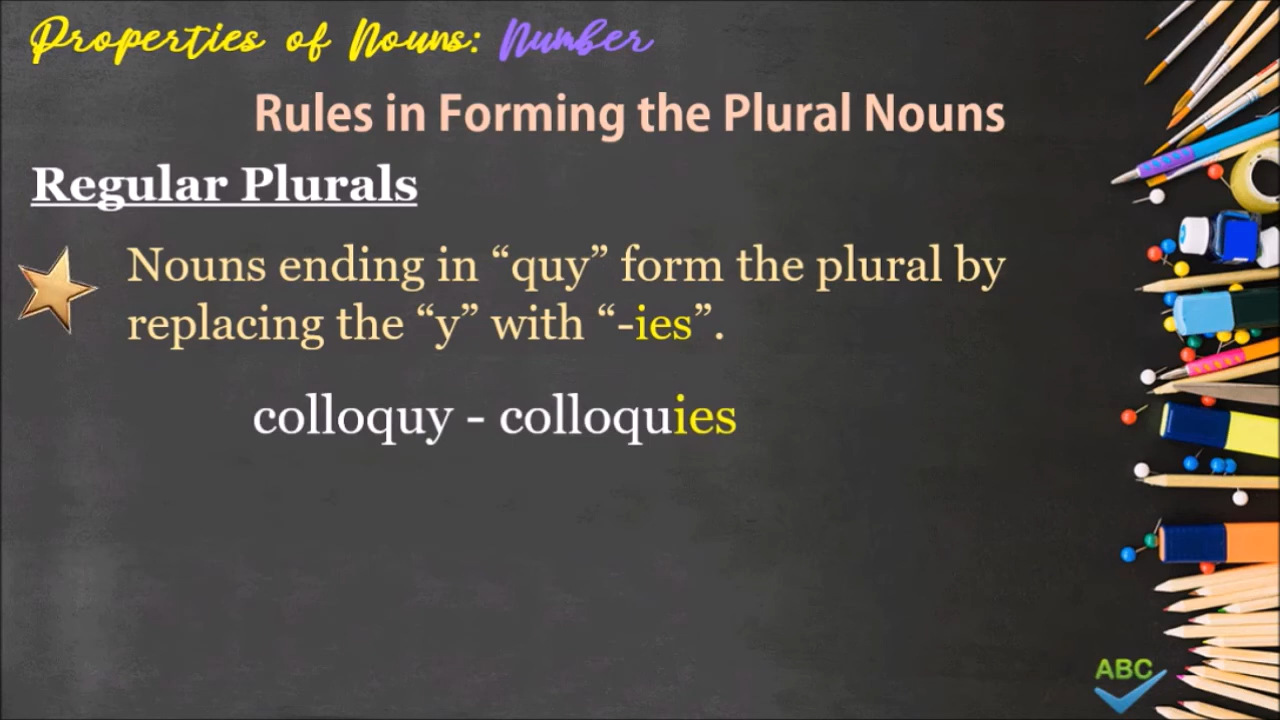 Properties of Nouns: Number
Rules in Forming the Plural Nouns
Regular Plurals
Nouns ending in “quy” form the plural by
replacing the “y” with “-ies”.
colloquy - colloquies
ABC